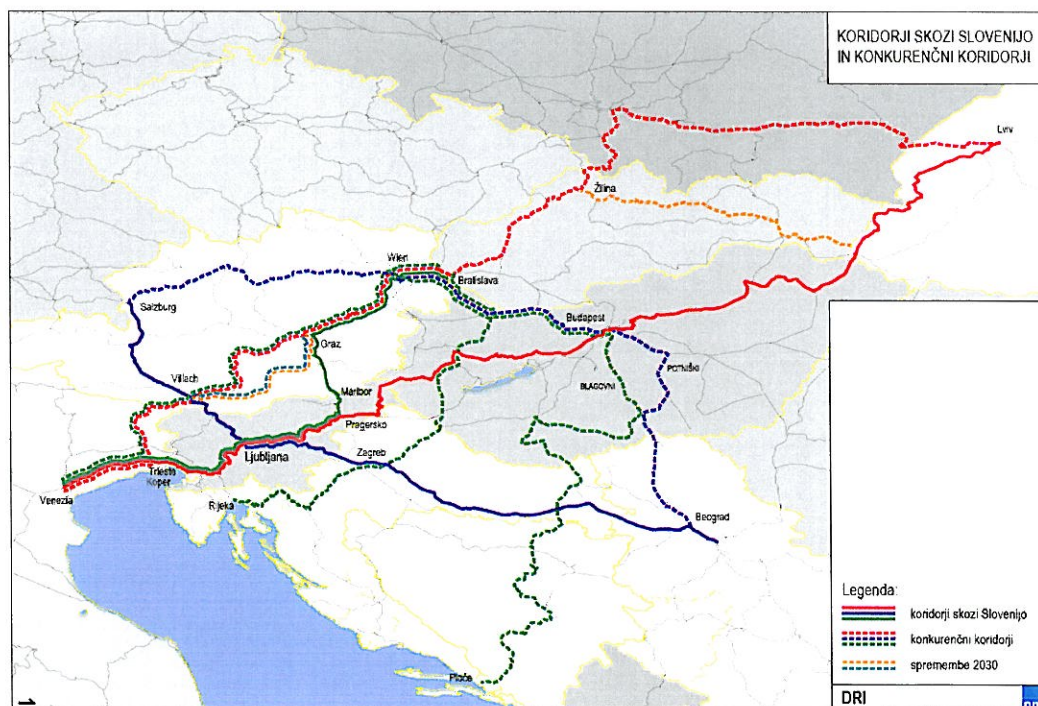 KORIDORJI SKOZI SLOVENIJO
IN KONKURENČNI KORIDORJI
Lviv
Žilina
Wien
Bratislava
Salzburg
Budapest
Graz
Villach
POTNIŠKI
BLAGOVNI
Maribor
Pragersko
Ljubljana
Zagreb
Trieste
Koper
Venezia
Rijeka
Beograd
Ploče
Legenda:
koridorji skozi Slovenijo
konkurenčni koridorji
spremembe 2030
DRI